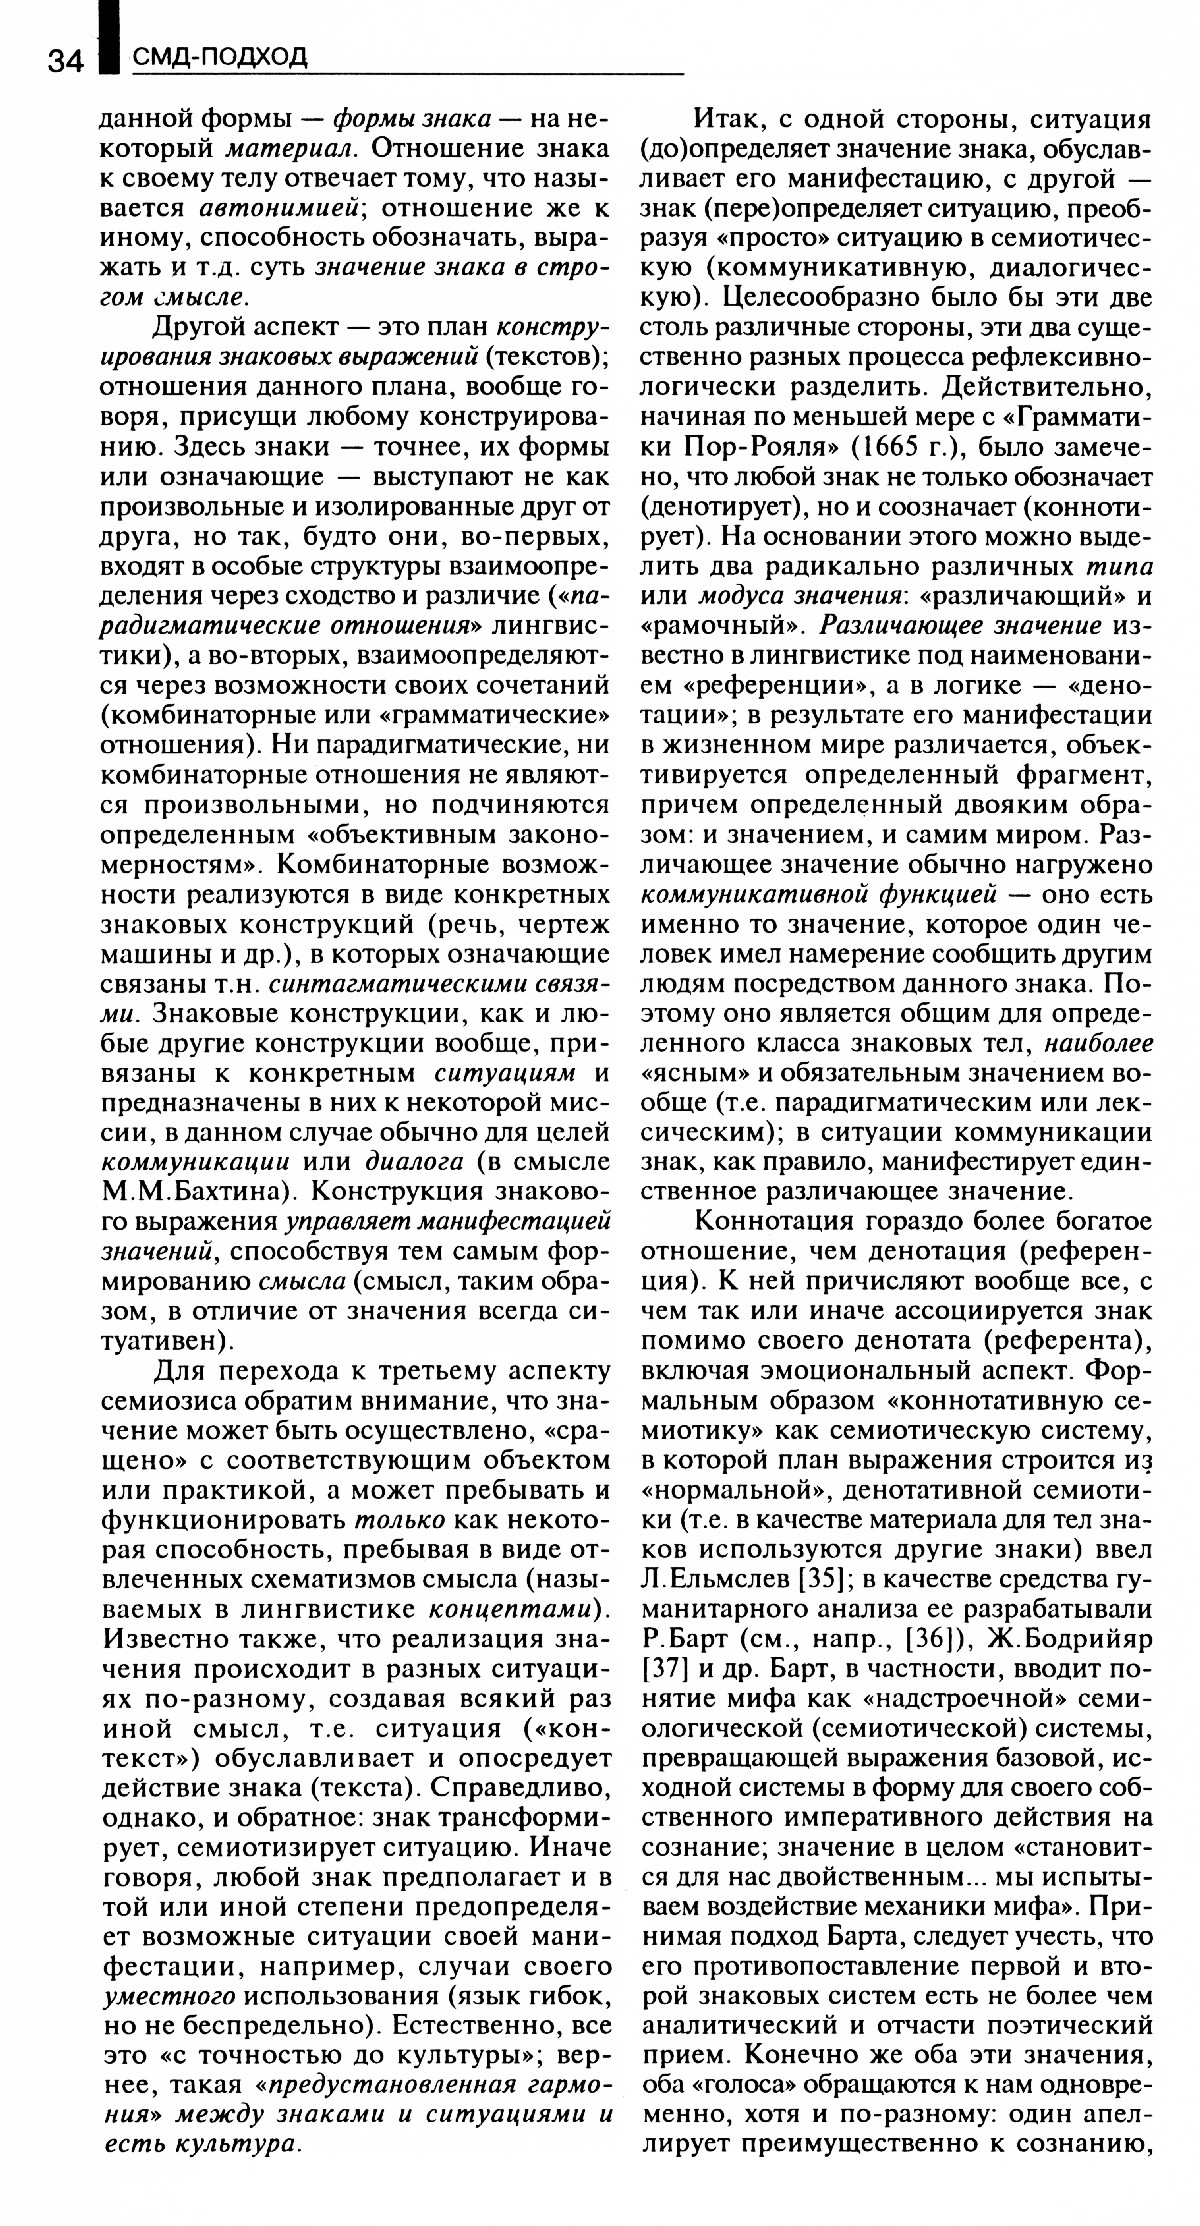 34
СМД-ПОДХОД
данной формы — формы знака — на не-
который материал. Отношение знака
к своему телу отвечает тому, что назы-
вается автонимией; отношение же к
иному, способность обозначать, выра-
жать и т.д. суть значение знака в стро-
гом смысле.
Другой аспект — это план констру-
ирования знаковых выражений (текстов);
отношения данного плана, вообще го-
воря, присущи любому конструирова-
нию. Здесь знаки — точнее, их формы
или означающие — выступают не как
произвольные и изолированные друг от
друга, но так, будто они, во-первых,
входят в особые структуры взаимоопре-
деления через сходство и различие («па-
радигматические отношения» лингвис-
тики), а во-вторых, взаимоопределяют-
ся через возможности своих сочетаний
(комбинаторные или «грамматические»
отношения). Ни парадигматические, ни
комбинаторные отношения не являют-
ся произвольными, но подчиняются
определенным «объективным законо-
мерностям». Комбинаторные возмож-
ности реализуются в виде конкретных
знаковых конструкций (речь, чертеж
машины и др.), в которых означающие
связаны т.н. синтагматическими связя-
ми. Знаковые конструкции, как и лю-
бые другие конструкции вообще, при-
вязаны к конкретным ситуациям и
предназначены в них к некоторой мис-
сии, в данном случае обычно для целей
коммуникации или диалога (в смысле
М.М.Бахтина). Конструкция знаково-
го выражения управляет манифестацией
значений, способствуя тем самым фор-
мированию смысла (смысл, таким обра-
зом, в отличие от значения всегда си-
туативен).
Для перехода к третьему аспекту
семиозиса обратим внимание, что зна-
чение может быть осуществлено, «сра-
щено» с соответствующим объектом
или практикой, а может пребывать и
функционировать только как некото-
рая способность, пребывая в виде от-
влеченных схематизмов смысла (назы-
ваемых в лингвистике концептами).
Известно также, что реализация зна-
чения происходит в разных ситуаци-
ях по-разному, создавая всякий раз
иной смысл, т.е. ситуация («кон-
текст») обуславливает и опосредует
действие знака (текста). Справедливо,
однако, и обратное: знак трансформи-
рует, семиотизирует ситуацию. Иначе
говоря, любой знак предполагает и в
той или иной степени предопределя-
ет возможные ситуации своей мани-
фестации, например, случаи своего
уместного использования (язык гибок,
но не беспредельно). Естественно, все
это «с точностью до культуры»; вер-
нее, такая «предустановленная гармо-
ния» между знаками и ситуациями и
есть культура.
Итак, с одной стороны, ситуация
(до)определяет значение знака, обуслав-
ливает его манифестацию, с другой —
знак (пере)определяет ситуацию, преоб-
разуя «просто» ситуацию в семиотичес-
кую (коммуникативную, диалогичес-
кую). Целесообразно было бы эти две
столь различные стороны, эти два суще-
ственно разных процесса рефлексивно-
логически разделить. Действительно,
начиная по меньшей мере с «Граммати-
ки Пор-Рояля» (1665 г.), было замече-
но, что любой знак не только обозначает
(денотирует), но и соозначает (конноти-
рует). На основании этого можно выде-
лить два радикально различных типа
или модуса значения: «различающий» и
«рамочный». Различающее значение из-
вестно в лингвистике под наименовани-
ем «референции», а в логике — «дено-
тации»; в результате его манифестации
в жизненном мире различается, объек-
тивируется определенный фрагмент,
причем определенный двояким обра-
зом: и значением, и самим миром. Раз-
личающее значение обычно нагружено
коммуникативной функцией — оно есть
именно то значение, которое один че-
ловек имел намерение сообщить другим
людям посредством данного знака. По-
этому оно является общим для опреде-
ленного класса знаковых тел, наиболее
«ясным» и обязательным значением во-
обще (т.е. парадигматическим или лек-
сическим); в ситуации коммуникации
знак, как правило, манифестирует един-
ственное различающее значение.
Коннотация гораздо более богатое
отношение, чем денотация (референ-
ция). К ней причисляют вообще все, с
чем так или иначе ассоциируется знак
помимо своего денотата (референта),
включая эмоциональный аспект. Фор-
мальным образом «коннотативную се-
миотику» как семиотическую систему,
в которой план выражения строится из
«нормальной», денотативной семиоти-
ки (т.е. в качестве материала для тел зна-
ков используются другие знаки) ввел
Л.Ельмслев [35]; в качестве средства гу-
манитарного анализа ее разрабатывали
Р.Барт (см., напр., [36]), Ж.Бодрийяр
[37] и др. Барт, в частности, вводит по-
нятие мифа как «надстроечной» семи-
ологической (семиотической) системы,
превращающей выражения базовой, ис-
ходной системы в форму для своего соб-
ственного императивного действия на
сознание; значение в целом «становит-
ся для нас двойственным... мы испыты-
ваем воздействие механики мифа». При-
нимая подход Барта, следует учесть, что
его противопоставление первой и вто-
рой знаковых систем есть не более чем
аналитический и отчасти поэтический
прием. Конечно же оба эти значения,
оба «голоса» обращаются к нам одновре-
менно, хотя и по-разному: один апел-
лирует преимущественно к сознанию,